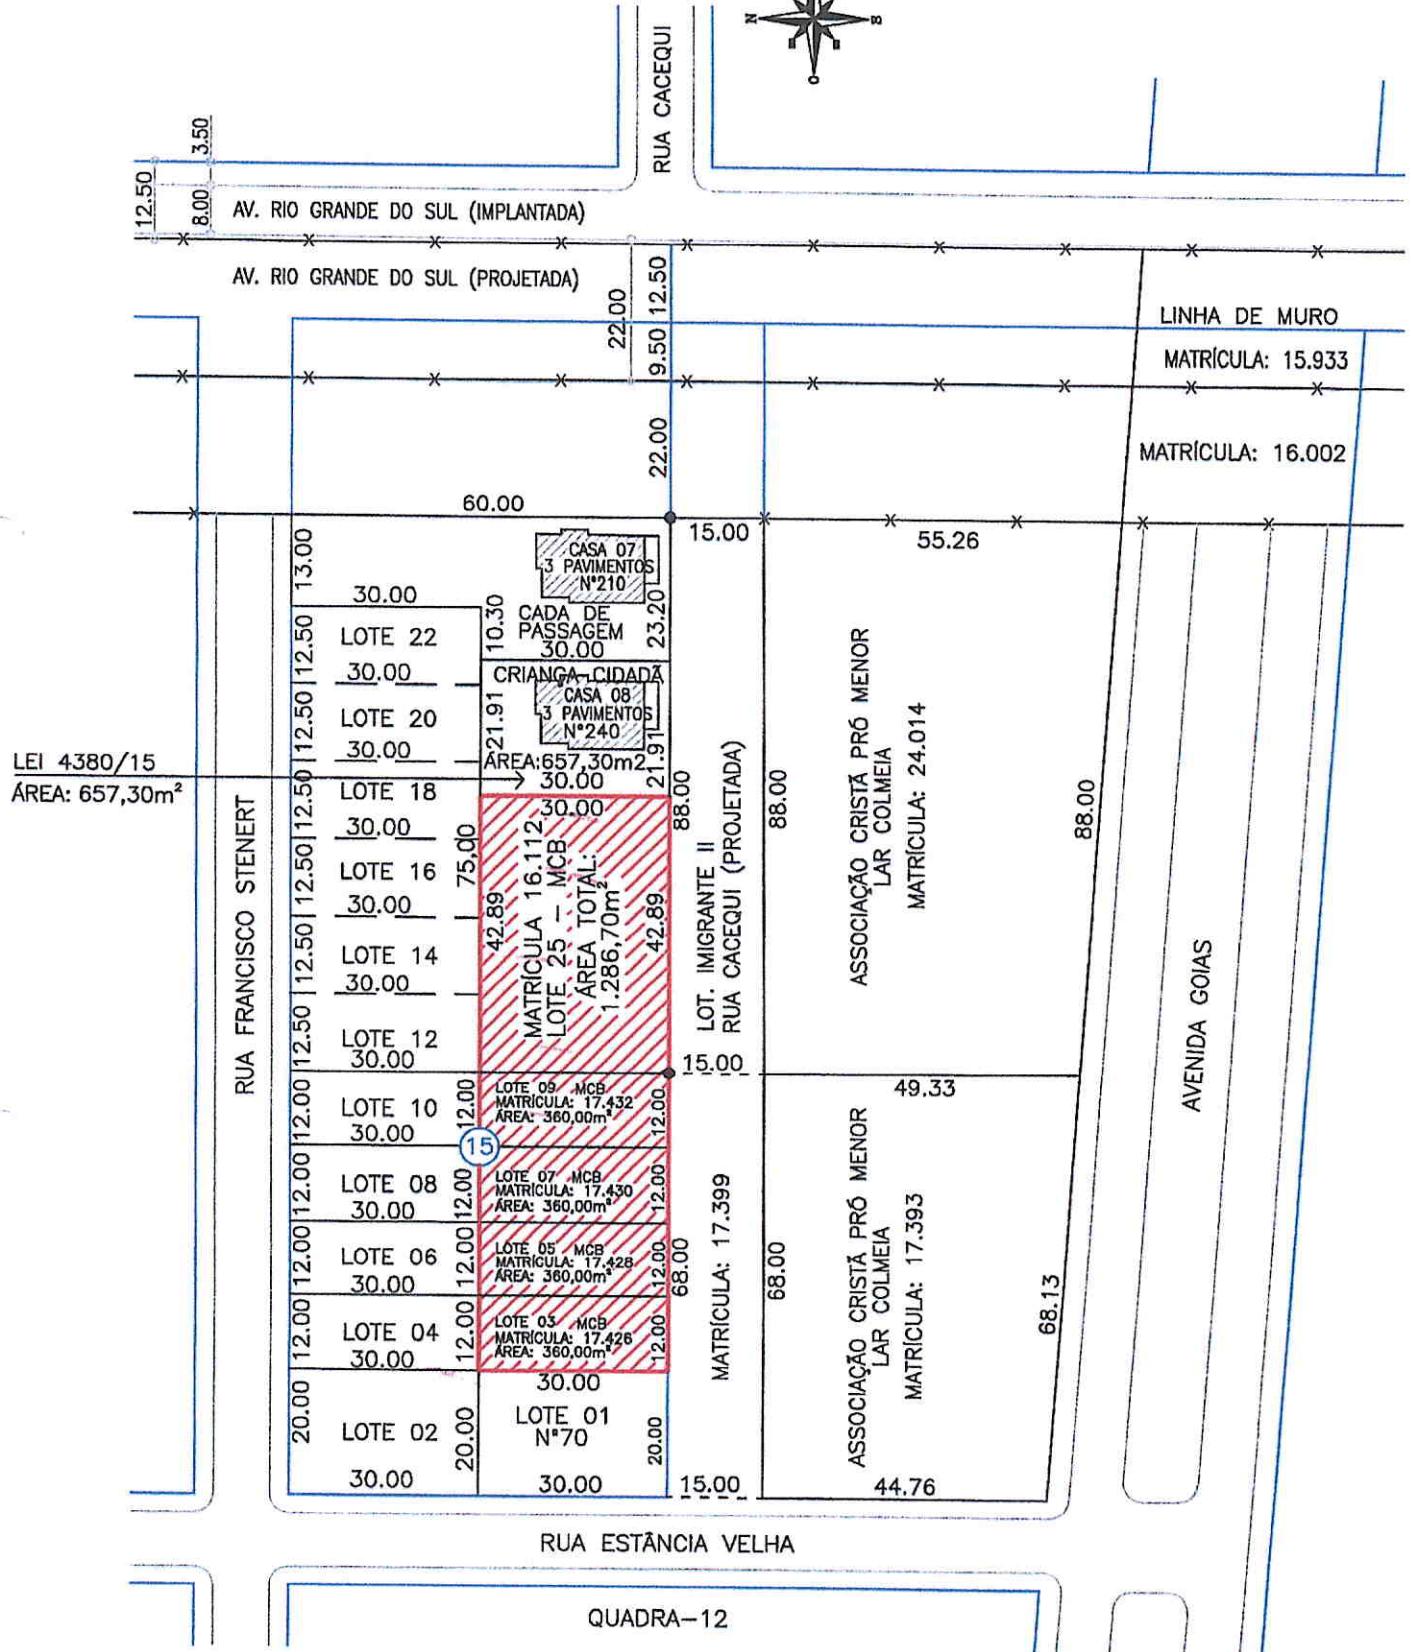 RUA CACEQUI
N
O
3.50
12.50
8.00
AV. RIO GRANDE DO SUL (IMPLANTADA)
AV. RIO GRANDE DO SUL (PROJETADA)
22.00
12.50
9.50
LINHA DE MURO
MATRÍCULA: 15.933
22.00
MATRÍCULA: 16.002
60.00
15.00
55.26
13.00
CASA 07
3 PAVIMENTOS
N°210
30.00
10.30
CADA DE
PASSAGEM
30.00
23.20
12.50
LOTE 22
30.00
CRIANÇA-CIDADÃ
CASA 08
3 PAVIMENTOS
N°240
21.91
21.91
12.50
LOTE 20
30.00
ÁREA:657,30m2
30.00
LEI 4380/15
ÁREA: 657,30m²
12.50
LOTE 18
30.00
30.00
75,00
88.00
88.00
88.00
RUA FRANCISCO STENERT
12.50
LOTE 16
30.00
42.89
MATRÍCULA 16.112
LOTE 25 - MCB
ÁREA TOTAL:
1.286,70m²
42.89
LOT. IMIGRANTE II
RUA CACEQUI (PROJETADA)
ASSOCIAÇÃO CRISTÃ PRÓ MENOR
LAR COLMEIA
MATRÍCULA: 24.014
AVENIDA GOIAS
12.50
LOTE 14
30.00
12.50
LOTE 12
30.00
15.00
49.33
12.00
LOTE 10
30.00
12.00
LOTE 09 MCB
MATRÍCULA: 17.432
ÁREA: 360,00m²
12.00
15
12.00
LOTE 08
30.00
12.00
LOTE 07 MCB
MATRÍCULA: 17.430
ÁREA: 360,00m²
12.00
12.00
LOTE 06
30.00
12.00
LOTE 05 MCB
MATRÍCULA: 17.428
ÁREA: 360,00m²
12.00
68.00
MATRÍCULA: 17.399
68.00
ASSOCIAÇÃO CRISTÃ PRÓ MENOR
LAR COLMEIA
MATRÍCULA: 17.393
68.13
12.00
LOTE 04
30.00
12.00
LOTE 03 MCB
MATRÍCULA: 17.426
ÁREA: 360,00m²
12.00
30.00
20.00
LOTE 02
30.00
20.00
LOTE 01
N°70
30.00
20.00
15.00
44.76
RUA ESTÂNCIA VELHA
QUADRA-12